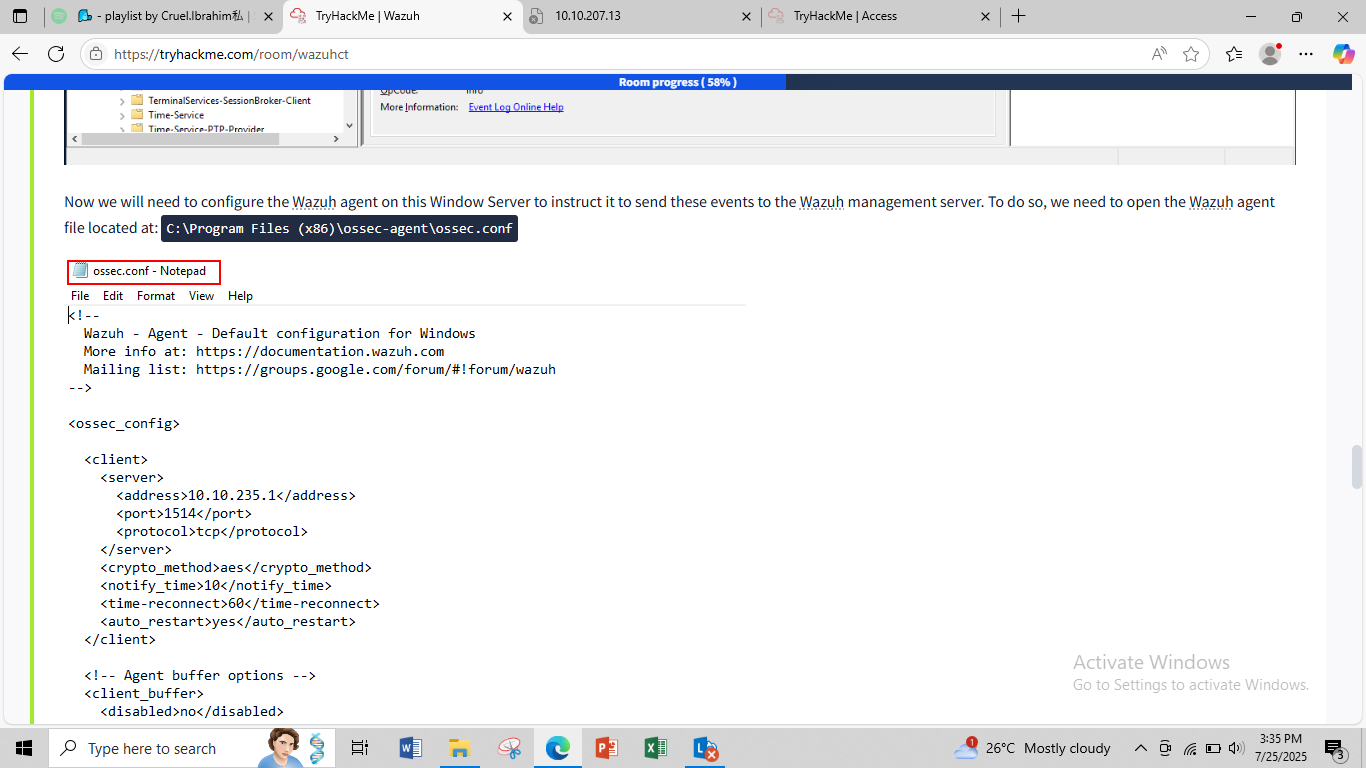 - playlist by Cruel.Ibrahim私 |
TryHackMe | Wazuh
10.10.207.13
TryHackMe | Access
https://tryhackme.com/room/wazuhct
Room progress ( 58% )
TerminalServices-SessionBroker-Client
Time-Service
Time-Service-PTP-Provider
OpCode: Info
More Information: Event Log Online Help
Now we will need to configure the Wazuh agent on this Window Server to instruct it to send these events to the Wazuh management server. To do so, we need to open the Wazuh agent
file located at: C:\Program Files (x86)\ossec-agent\ossec.conf
ossec.conf - Notepad
File Edit Format View Help
<!--
Wazuh - Agent - Default configuration for Windows
More info at: https://documentation.wazuh.com
Mailing list: https://groups.google.com/forum/#!forum/wazuh
-->
<ossec_config>
<client>
<server>
<address>10.10.235.1</address>
<port>1514</port>
<protocol>tcp</protocol>
</server>
<crypto_method>aes</crypto_method>
<notify_time>10</notify_time>
<time-reconnect>60</time-reconnect>
<auto_restart>yes</auto_restart>
</client>
<!-- Agent buffer options -->
<client_buffer>
<disabled>no</disabled>
Activate Windows
Go to Settings to activate Windows.
Type here to search
1
26°C Mostly cloudy
3:35 PM
7/25/2025
3